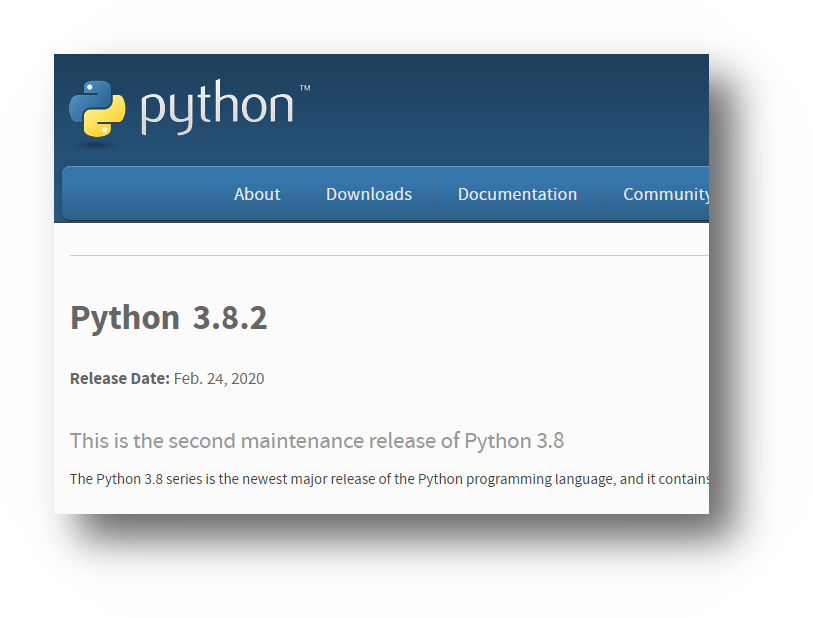 python™
About Downloads Documentation Community
Python 3.8.2
Release Date: Feb. 24, 2020
This is the second maintenance release of Python 3.8
The Python 3.8 series is the newest major release of the Python programming language, and it contains